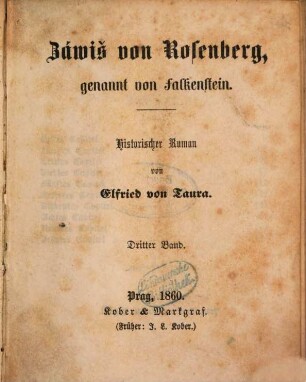 Záwiš von Rosenberg,
genannt von Falkenstein.
Historischer Roman
von
Elfried von Taura.
Dritter Band.
Prag, 1860.
Kober & Markgraf.
(Früher: J. L. Kober.)